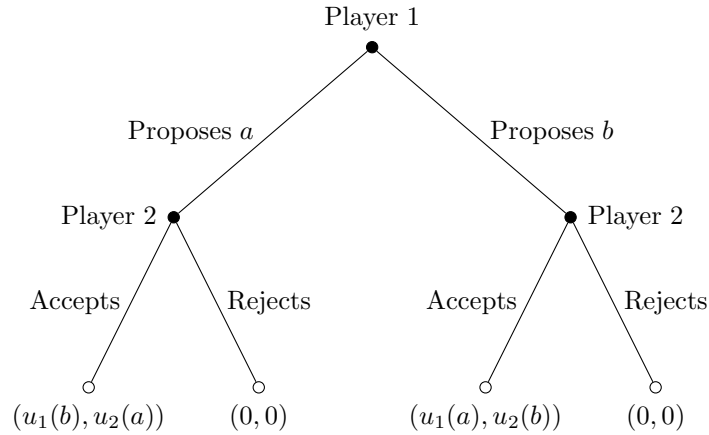 Player 1
Proposes a
Proposes b
Player 2
Player 2
Accepts
Rejects
Accepts
Rejects
(u₁(b), u₂(a))
(0, 0)
(u₁(a), u₂(b))
(0, 0)